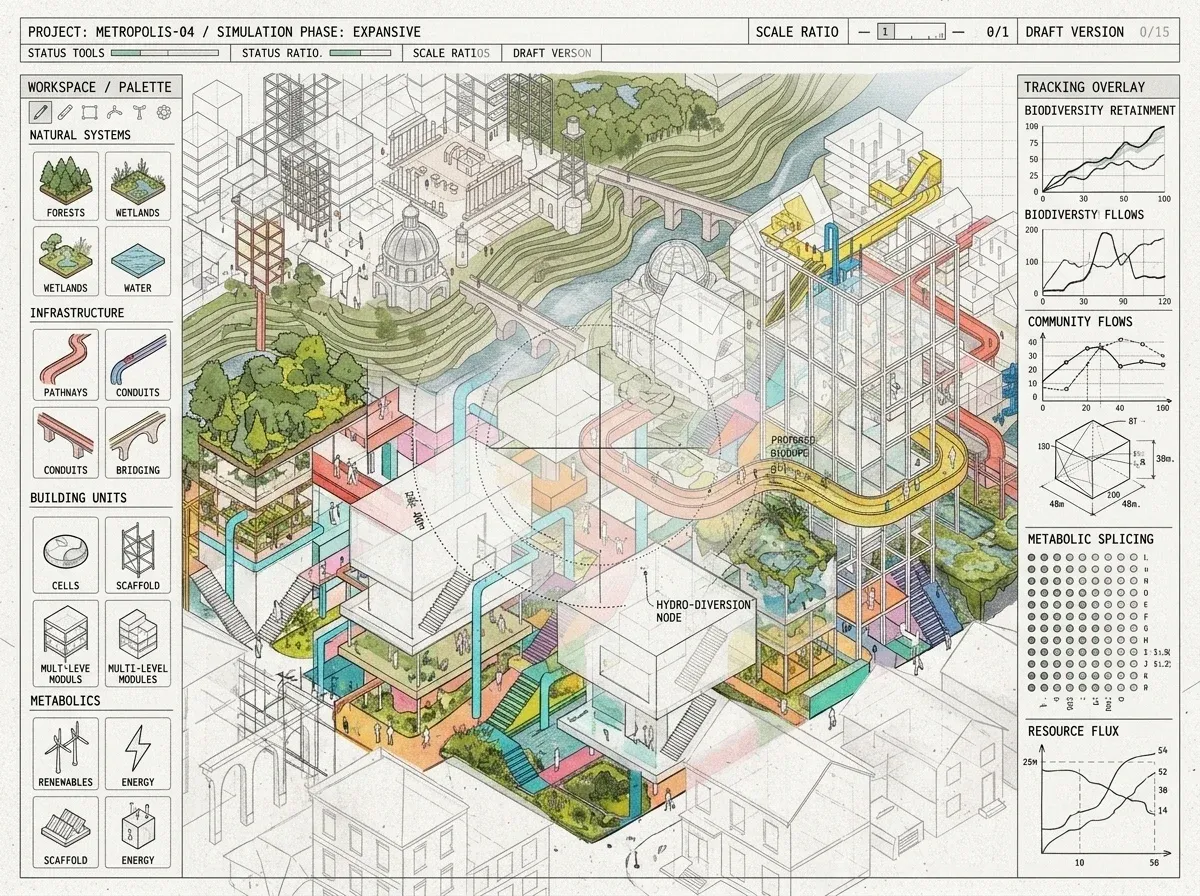 PROJECT: METROPOLIS-04 / SIMULATION PHASE: EXPANSIVE
SCALE RATIO
1
0/1
DRAFT VERSION 0/15
STATUS TOOLS
STATUS RATIO.
SCALE RATIOS
DRAFT VERSON
WORKSPACE / PALETTE
NATURAL SYSTEMS
FORESTS
WETLANDS
WETLANDS
WATER
INFRASTRUCTURE
PATHNAYS
CONDUITS
CONDUITS
BRIDGING
BUILDING UNITS
CELLS
SCAFFOLD
MULT-LEVE
NODULS
MULTI-LEVEL
MODULES
METABOLICS
RENEWABLES
ENERGY
SCAFFOLD
ENERGY
PROFOSED
BIODUPE
HYDRO-DIVERSION
NODE
TRACKING OVERLAY
BIODIVERSITY RETAINMENT
100
75
50
25
0
0 30 50 100
BIODIVERSTY FLLOWS
200
100
0
0 30 90 120
COMMUNITY FLOWS
40
30
20
10
0
0 20 40 160
8T
130
38m.
48m
200
48m.
METABOLIC SPLICING
RESOURCE FLUX
25M
54
52
38
14
10 56